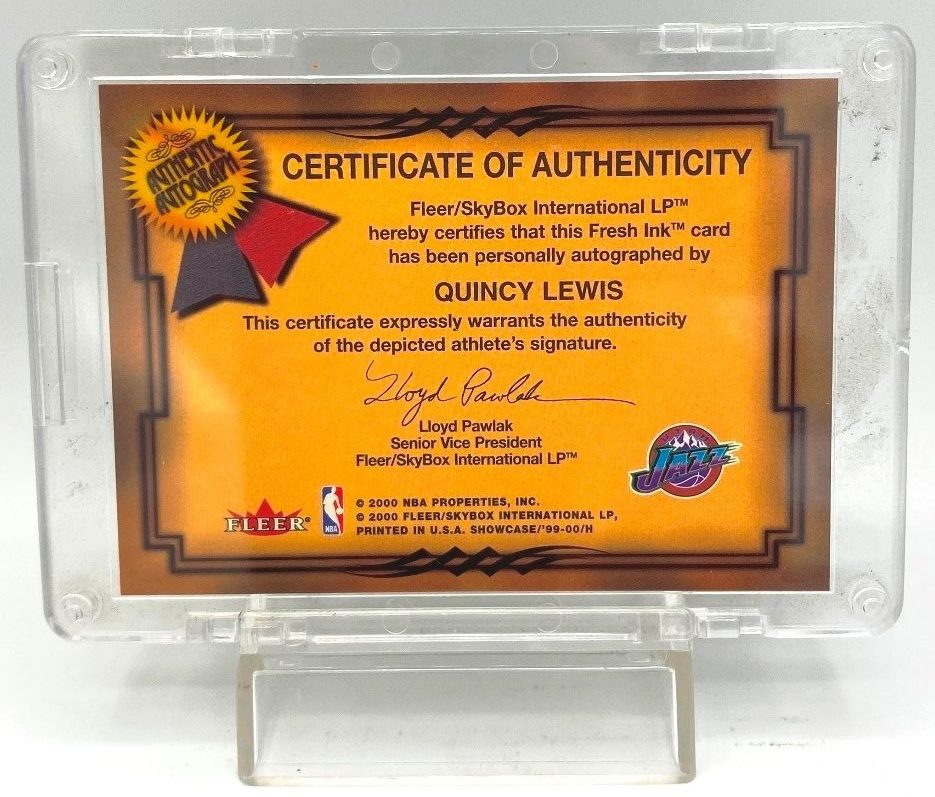 AUTHENTIC
AUTOGRAPH
CERTIFICATE OF AUTHENTICITY
Fleer/SkyBox International LP™
hereby certifies that this Fresh Ink™ card
has been personally autographed by
QUINCY LEWIS
This certificate expressly warrants the authenticity
of the depicted athlete's signature.
Lloyd Pawlak
Lloyd Pawlak
Senior Vice President
Fleer/SkyBox International LP™
UTAH
JAZZ
FLEER®
NBA
© 2000 NBA PROPERTIES, INC.
© 2000 FLEER/SKYBOX INTERNATIONAL LP,
PRINTED IN U.S.A. SHOWCASE/'99-00/H